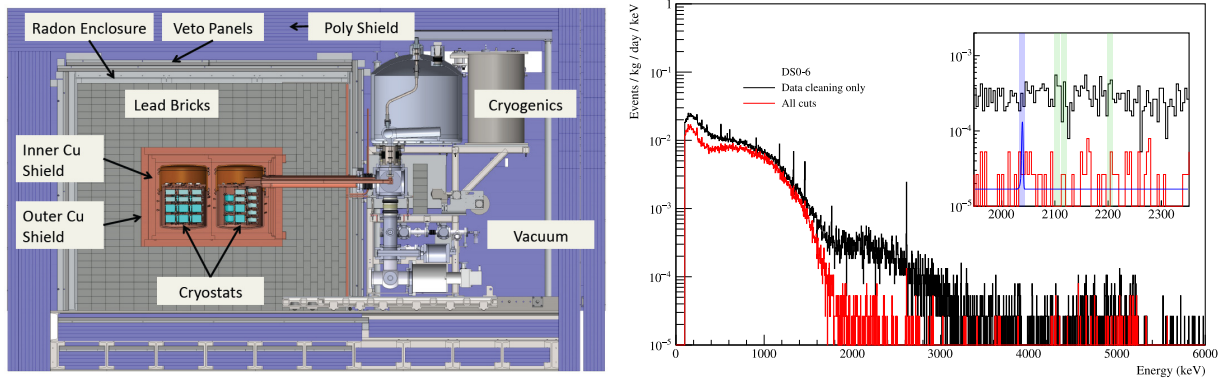 Radon Enclosure
Veto Panels
Poly Shield
Lead Bricks
Cryogenics
Inner Cu
Shield
Outer Cu
Shield
Vacuum
Cryostats
Events / kg / day / keV
1
10⁻¹
10⁻²
10⁻³
10⁻⁴
10⁻⁵
DS0-6
Data cleaning only
All cuts
10⁻³
10⁻⁴
10⁻⁵
2000
2100
2200
2300
0
1000
2000
3000
4000
5000
6000
Energy (keV)